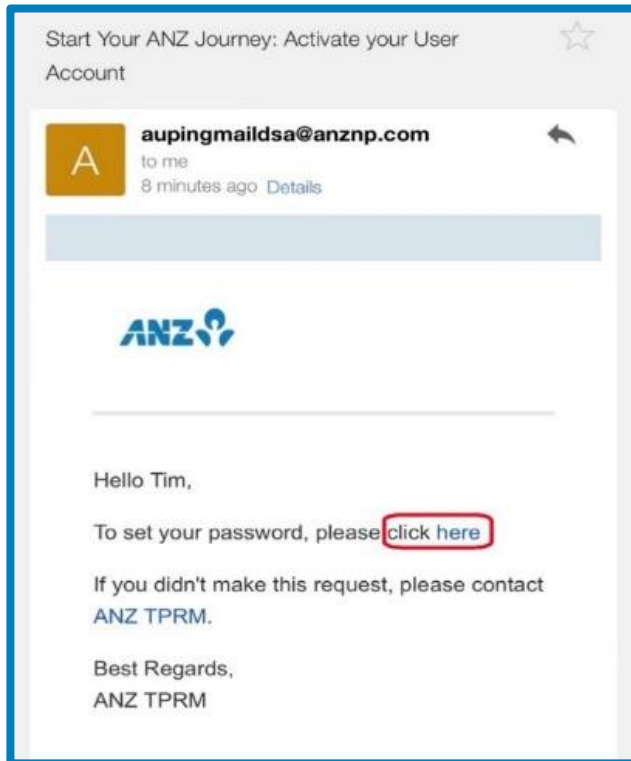 Start Your ANZ Journey: Activate your User
Account
A
aupingmaildsa@anznp.com
to me
8 minutes ago Details
ANZ
Hello Tim,
To set your password, please click here
If you didn't make this request, please contact
ANZ TPRM.
Best Regards,
ANZ TPRM